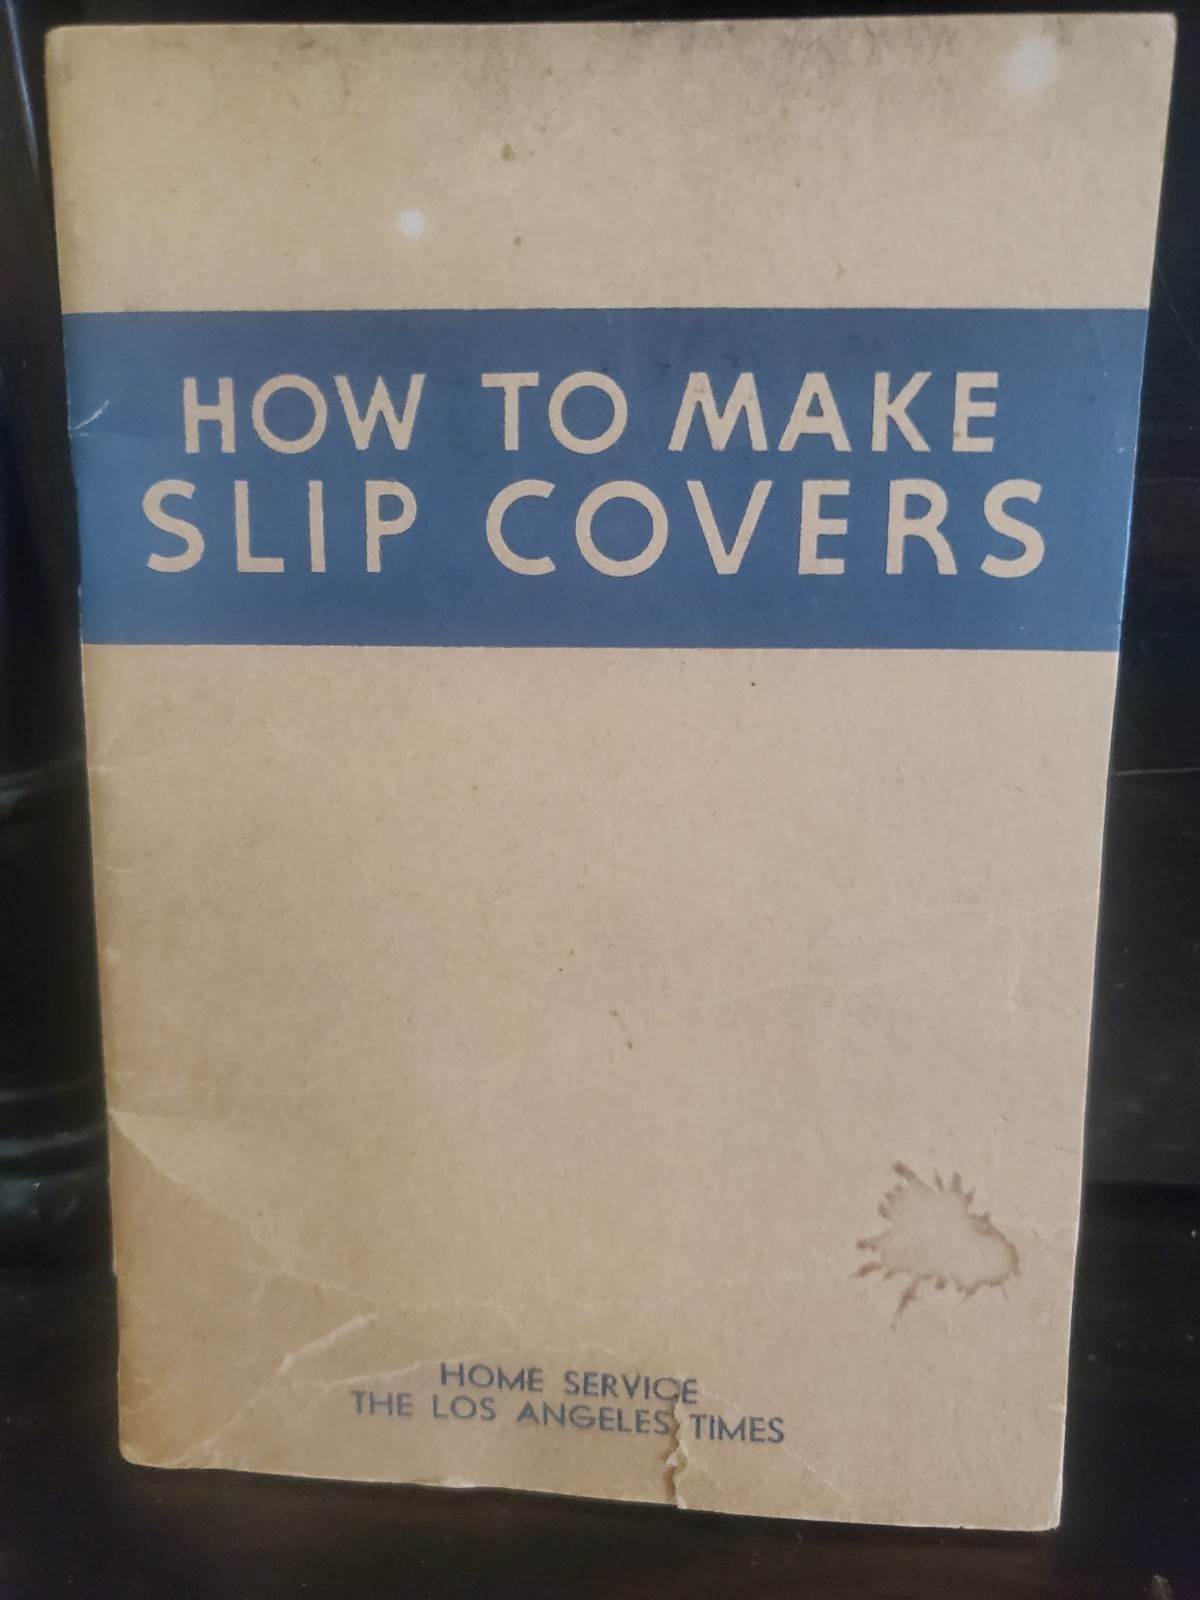 HOW TO MAKE
SLIP COVERS
HOME SERVICE
THE LOS ANGELES TIMES